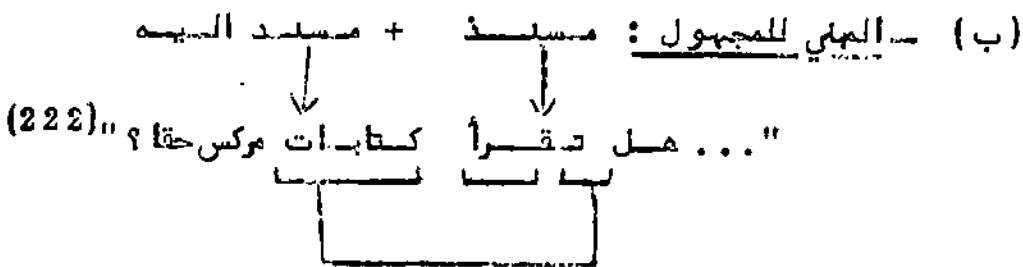 (ب) - المبني للمجهول : مسند + مسند اليه
"... هل تقرأ كتابات مركس حقا ؟" (222)